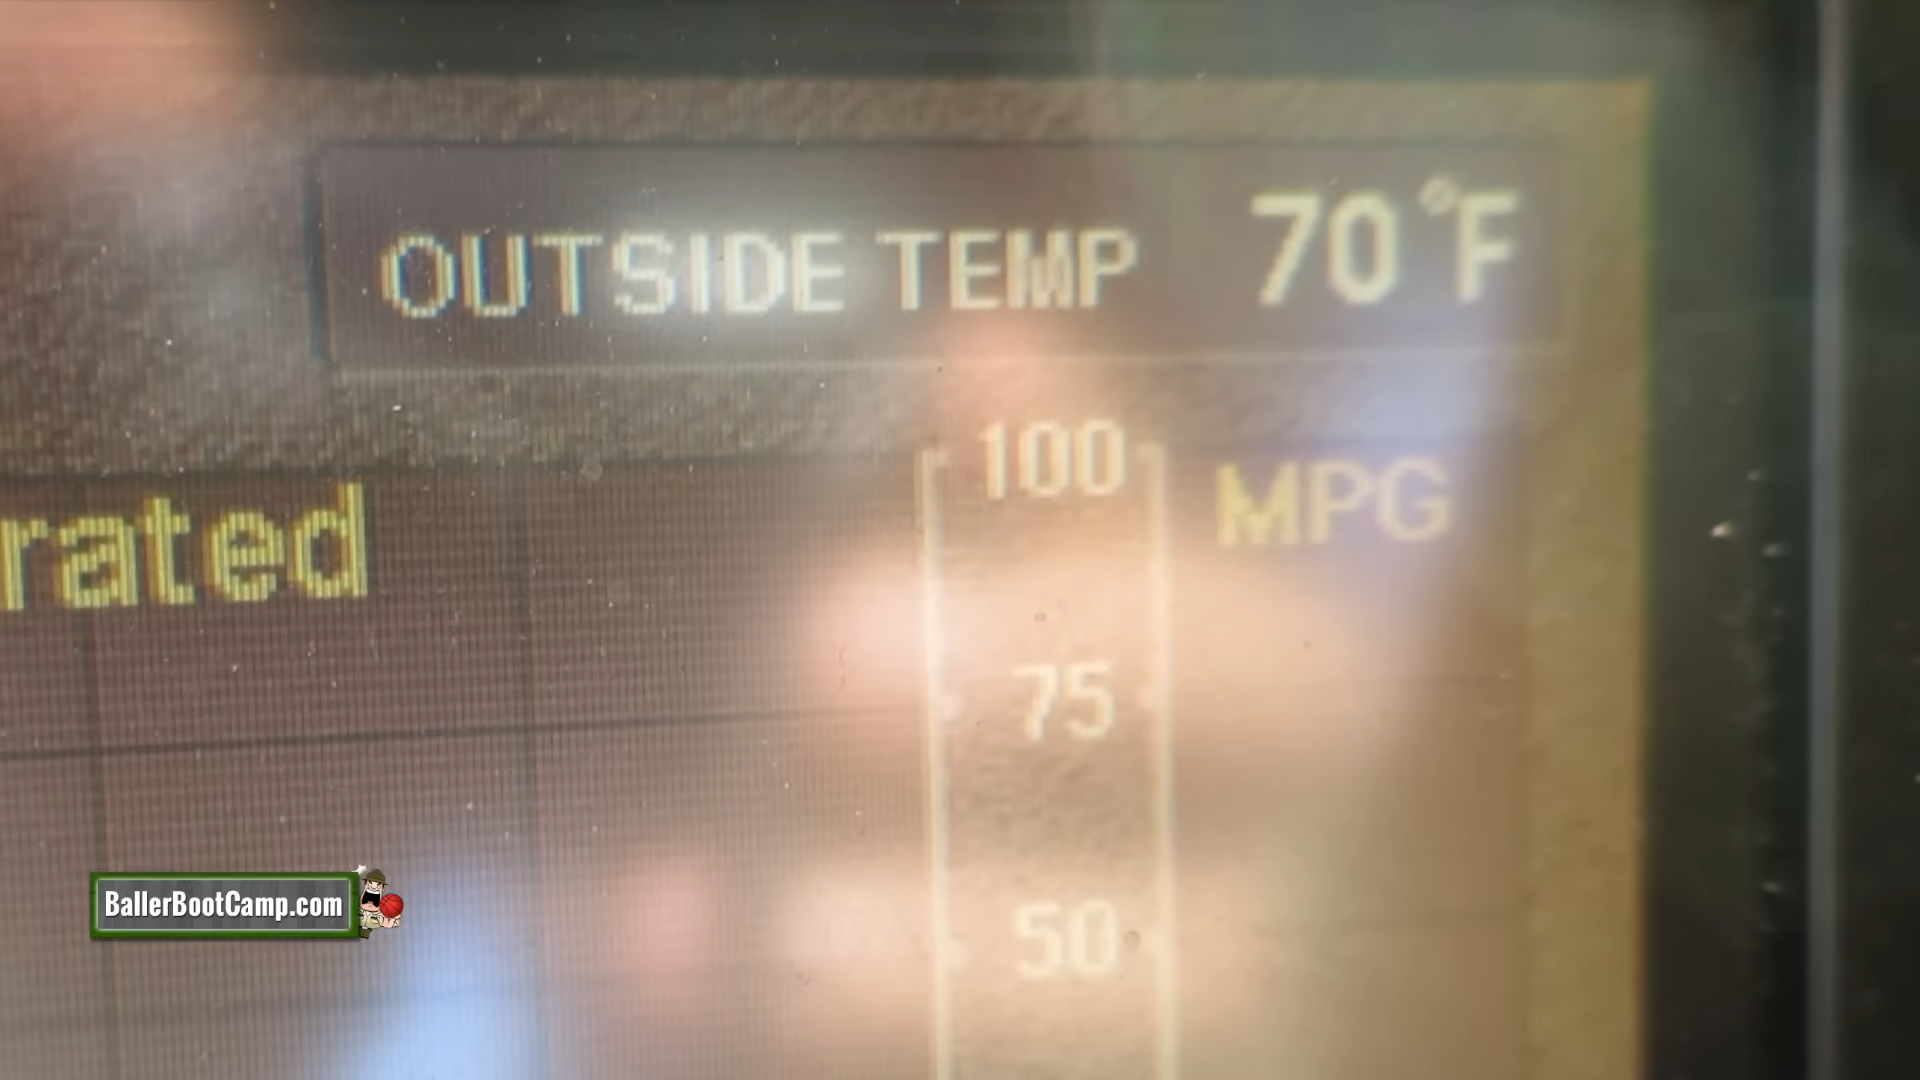 OUTSIDE TEMP 70°F
100 MPG
rated
75
50
BallerBootCamp.com